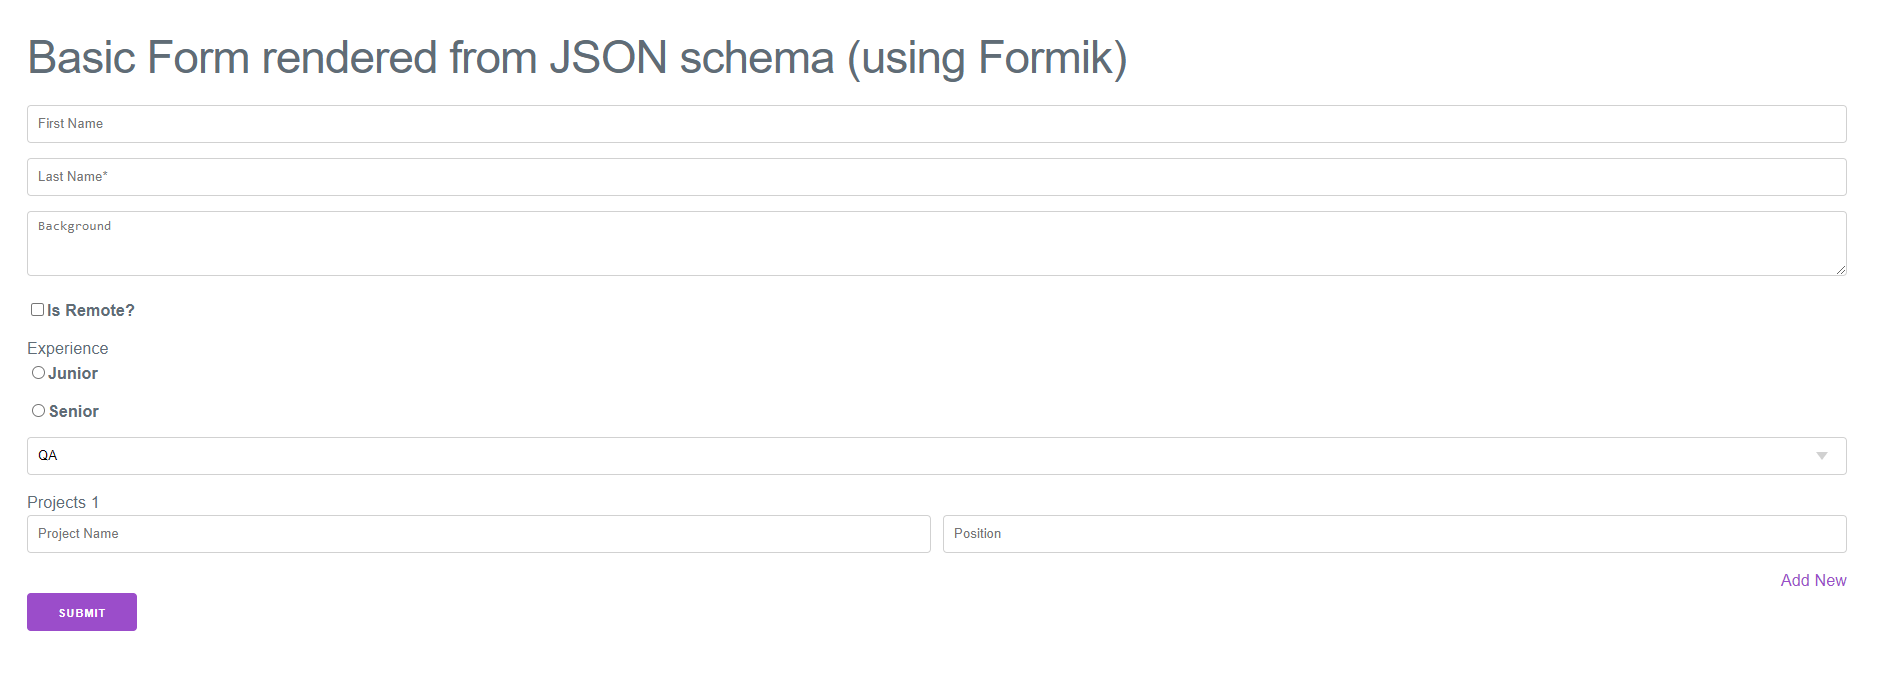 Basic Form rendered from JSON schema (using Formik)
First Name
Last Name*
Background
Is Remote?
Experience
Junior
Senior
QA
Projects 1
Project Name
Position
Add New
SUBMIT